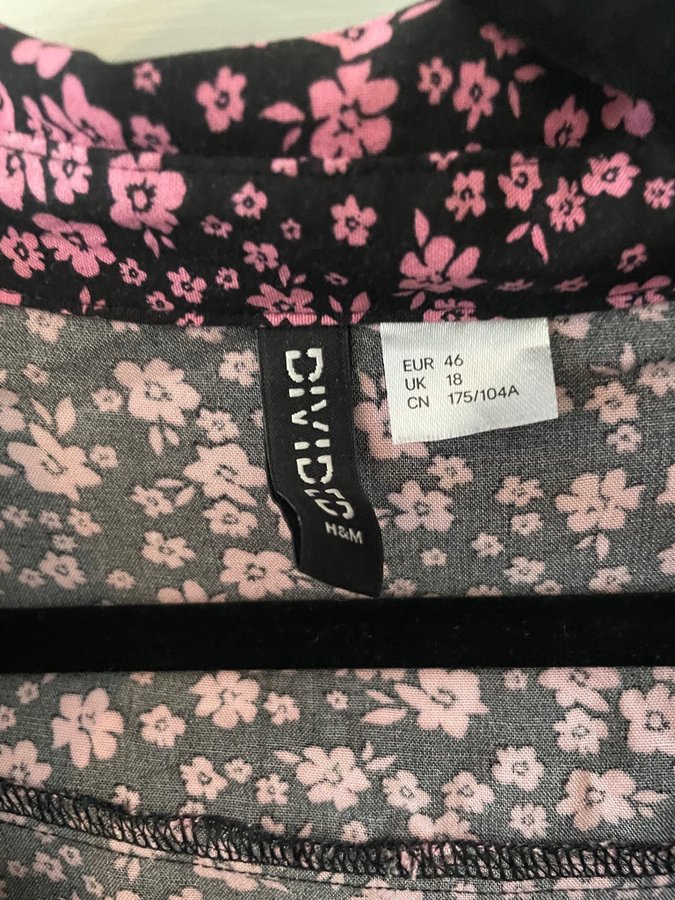 DIVIDED
H&M
EUR 46
UK 18
CN 175/104A